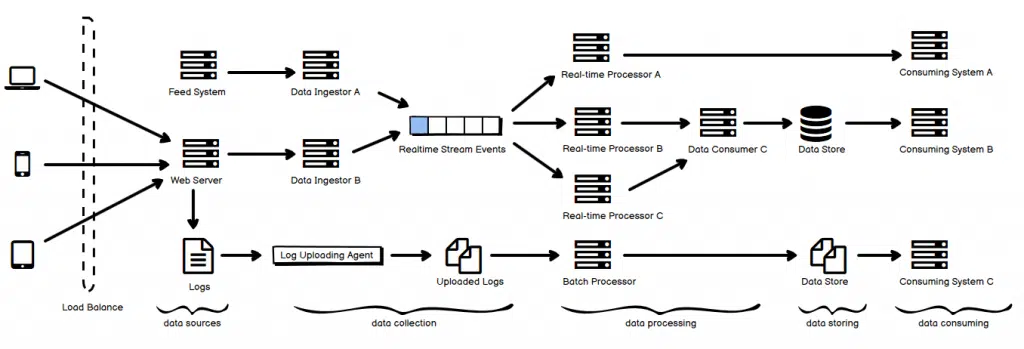 Real-time Processor A
Consuming System A
Feed System
Data Ingestor A
Realtime Stream Events
Real-time Processor B
Data Consumer C
Data Store
Consuming System B
Web Server
Data Ingestor B
Real-time Processor C
Log Uploading Agent
Logs
Uploaded Logs
Batch Processor
Data Store
Consuming System C
Load Balance
data sources
data collection
data processing
data storing
data consuming